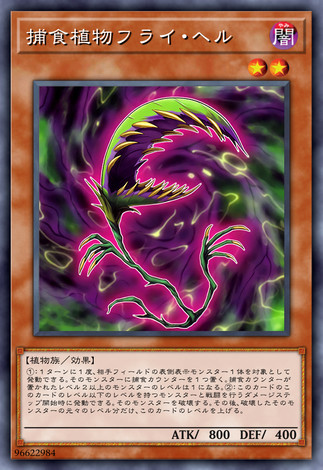 捕食植物フライ・ヘル
闇
やみ
【植物族／効果】
①：１ターンに１度、相手フィールドの表側表示モンスター１体を対象として
発動できる。そのモンスターに捕食カウンターを１つ置く。捕食カウンターが
置かれたレベル２以上のモンスターのレベルは１になる。②：このカードがこ
のカードのレベル以下のレベルを持つモンスターと戦闘を行うダメージステ
ップ開始時に発動できる。そのモンスターを破壊する。その後、破壊したそのモ
ンスターの元々のレベル分だけ、このカードのレベルを上げる。
ATK/ 800 DEF/ 400
96622984